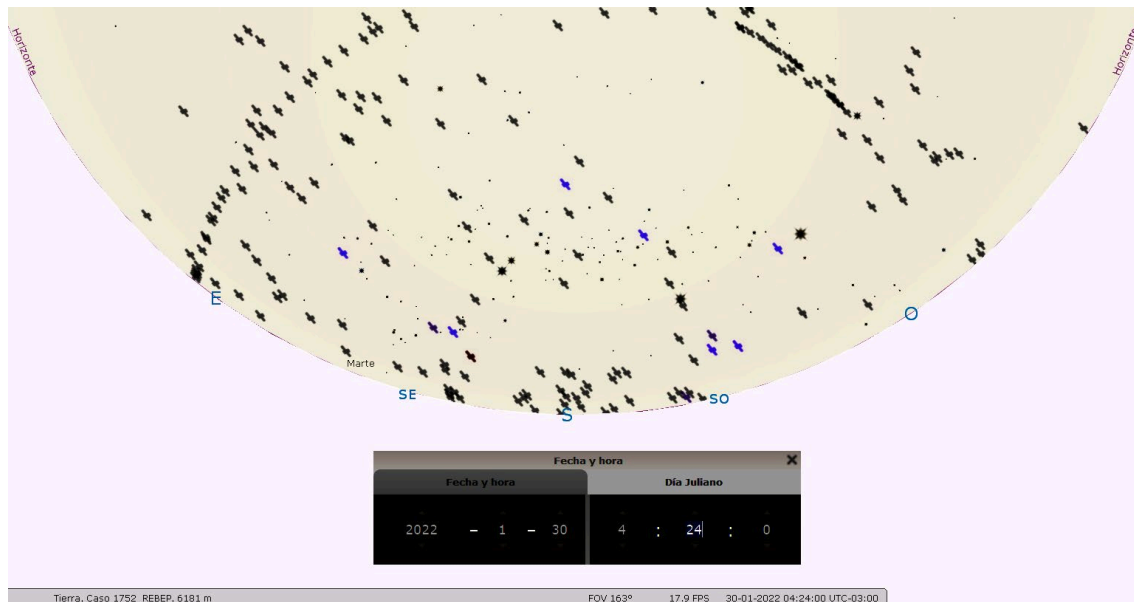 Horizonte
Horizonte
E
O
Marte
SE
S
SO
Fecha y hora
Fecha y hora
Día Juliano
2022 – 1 – 30
4 : 24 : 0
Tierra, Caso 1752 REBEP, 6181 m
FOV 163°
17.9 FPS
30-01-2022 04:24:00 UTC-03:00